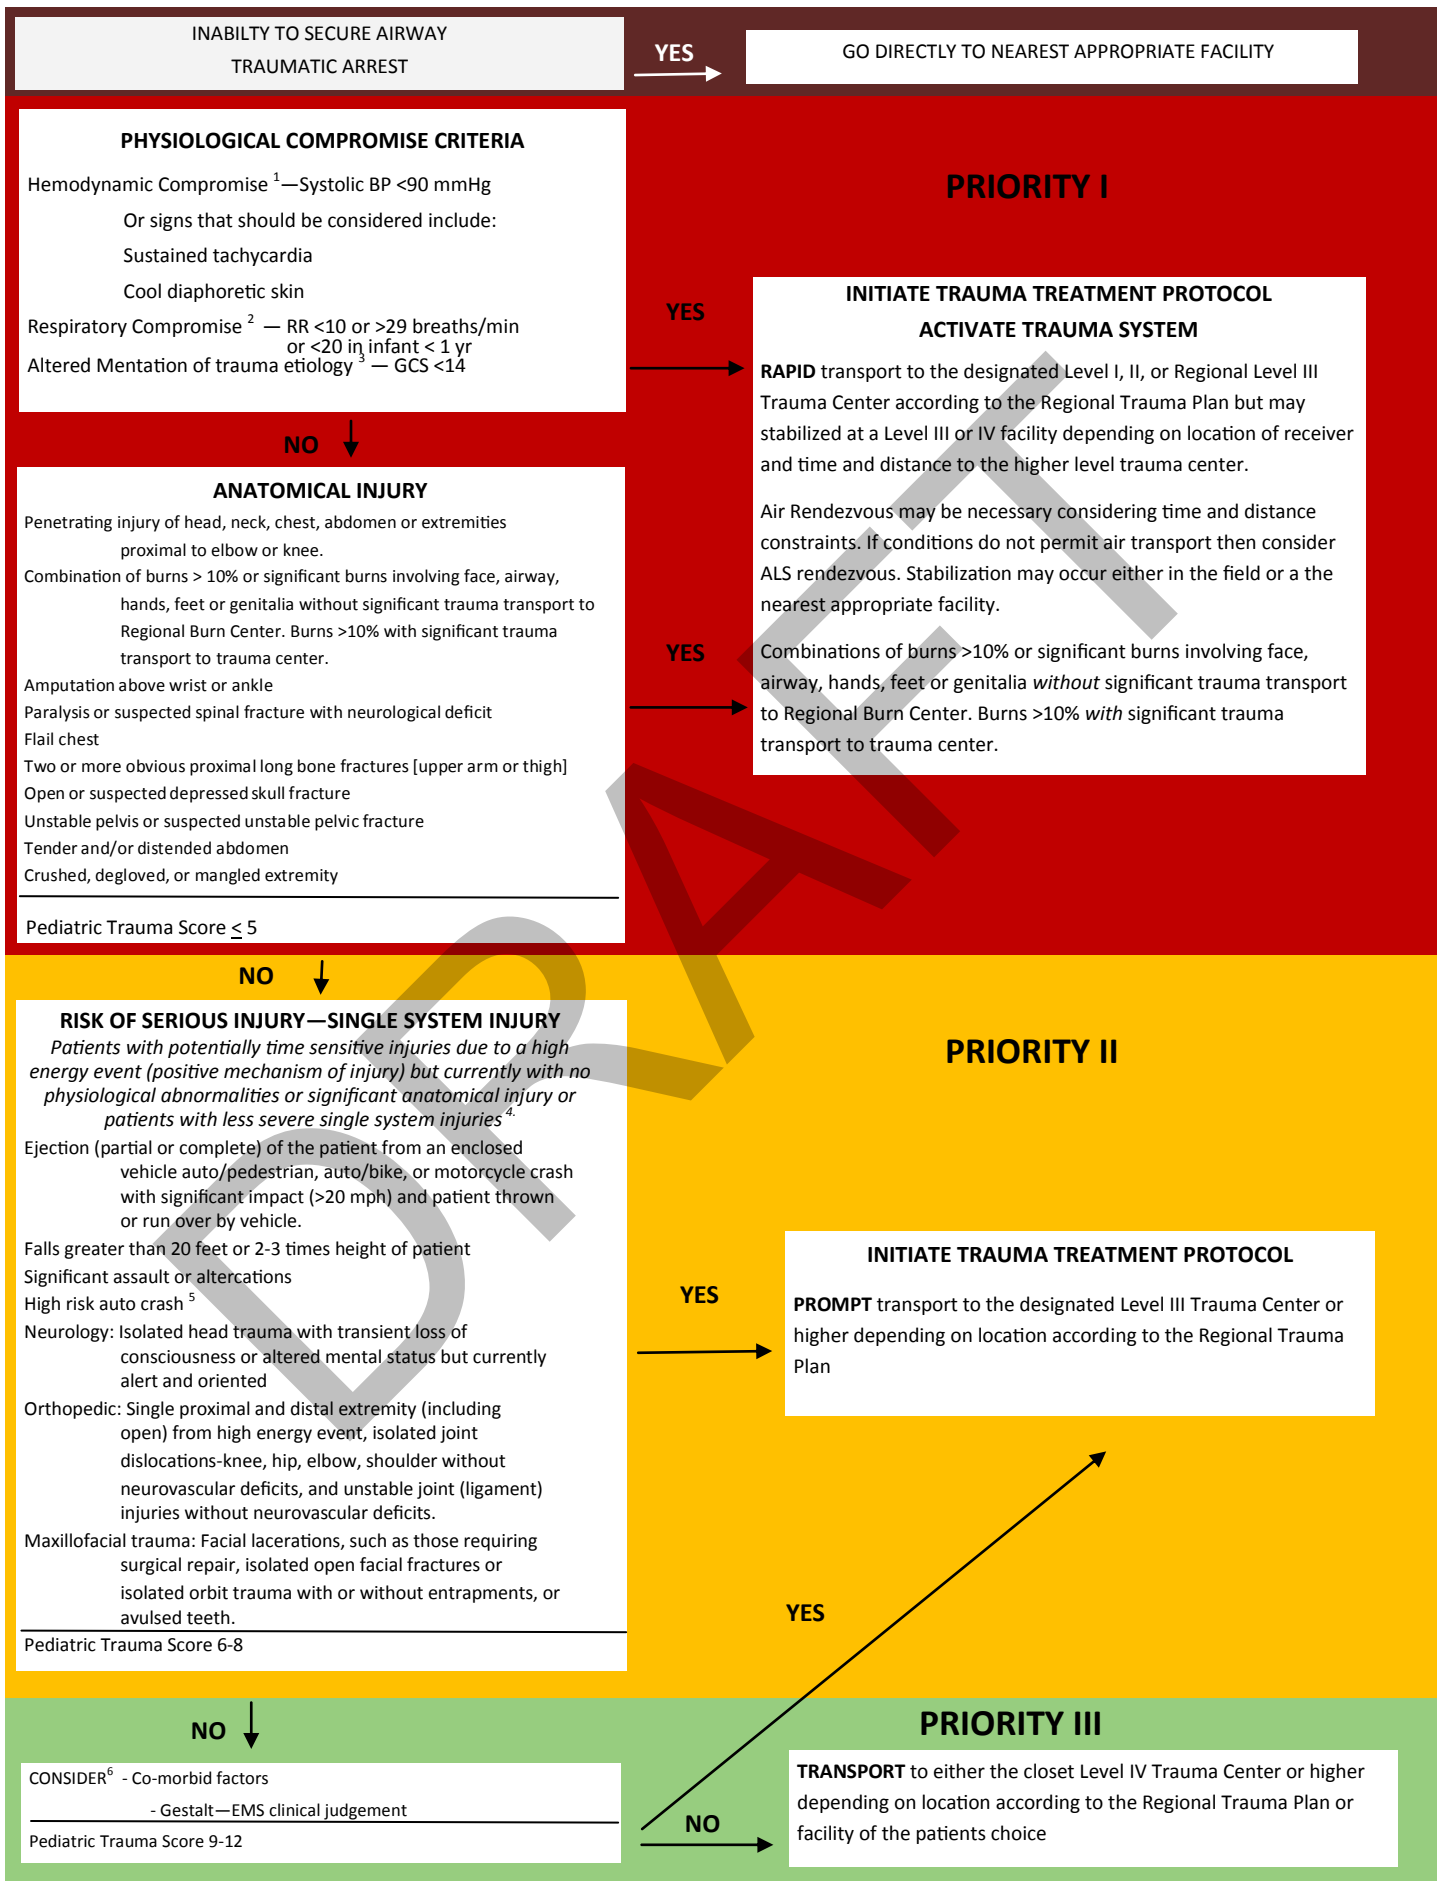 INABILTY TO SECURE AIRWAY
TRAUMATIC ARREST
YES
GO DIRECTLY TO NEAREST APPROPRIATE FACILITY
PHYSIOLOGICAL COMPROMISE CRITERIA
Hemodynamic Compromise 1—Systolic BP <90 mmHg
Or signs that should be considered include:
Sustained tachycardia
Cool diaphoretic skin
Respiratory Compromise 2 — RR <10 or >29 breaths/min
or <20 in infant < 1 yr
Altered Mentation of trauma etiology 3 — GCS <14
YES
PRIORITY I
INITIATE TRAUMA TREATMENT PROTOCOL
ACTIVATE TRAUMA SYSTEM
RAPID transport to the designated Level I, II, or Regional Level III
Trauma Center according to the Regional Trauma Plan but may
stabilized at a Level III or IV facility depending on location of receiver
and time and distance to the higher level trauma center.
Air Rendezvous may be necessary considering time and distance
constraints. If conditions do not permit air transport then consider
ALS rendezvous. Stabilization may occur either in the field or a the
nearest appropriate facility.
Combinations of burns >10% or significant burns involving face,
airway, hands, feet or genitalia without significant trauma transport
to Regional Burn Center. Burns >10% with significant trauma
transport to trauma center.
NO
ANATOMICAL INJURY
Penetrating injury of head, neck, chest, abdomen or extremities
proximal to elbow or knee.
Combination of burns > 10% or significant burns involving face, airway,
hands, feet or genitalia without significant trauma transport to
Regional Burn Center. Burns >10% with significant trauma
transport to trauma center.
Amputation above wrist or ankle
Paralysis or suspected spinal fracture with neurological deficit
Flail chest
Two or more obvious proximal long bone fractures [upper arm or thigh]
Open or suspected depressed skull fracture
Unstable pelvis or suspected unstable pelvic fracture
Tender and/or distended abdomen
Crushed, degloved, or mangled extremity
Pediatric Trauma Score ≤ 5
YES
NO
RISK OF SERIOUS INJURY—SINGLE SYSTEM INJURY
Patients with potentially time sensitive injuries due to a high
energy event (positive mechanism of injury) but currently with no
physiological abnormalities or significant anatomical injury or
patients with less severe single system injuries 4.
Ejection (partial or complete) of the patient from an enclosed
vehicle auto/pedestrian, auto/bike, or motorcycle crash
with significant impact (>20 mph) and patient thrown
or run over by vehicle.
Falls greater than 20 feet or 2-3 times height of patient
Significant assault or altercations
High risk auto crash 5
Neurology: Isolated head trauma with transient loss of
consciousness or altered mental status but currently
alert and oriented
Orthopedic: Single proximal and distal extremity (including
open) from high energy event, isolated joint
dislocations-knee, hip, elbow, shoulder without
neurovascular deficits, and unstable joint (ligament)
injuries without neurovascular deficits.
Maxillofacial trauma: Facial lacerations, such as those requiring
surgical repair, isolated open facial fractures or
isolated orbit trauma with or without entrapments, or
avulsed teeth.
Pediatric Trauma Score 6-8
YES
PRIORITY II
INITIATE TRAUMA TREATMENT PROTOCOL
PROMPT transport to the designated Level III Trauma Center or
higher depending on location according to the Regional Trauma
Plan
YES
NO
CONSIDER6 - Co-morbid factors
- Gestalt—EMS clinical judgement
Pediatric Trauma Score 9-12
NO
PRIORITY III
TRANSPORT to either the closet Level IV Trauma Center or higher
depending on location according to the Regional Trauma Plan or
facility of the patients choice
DRAFT